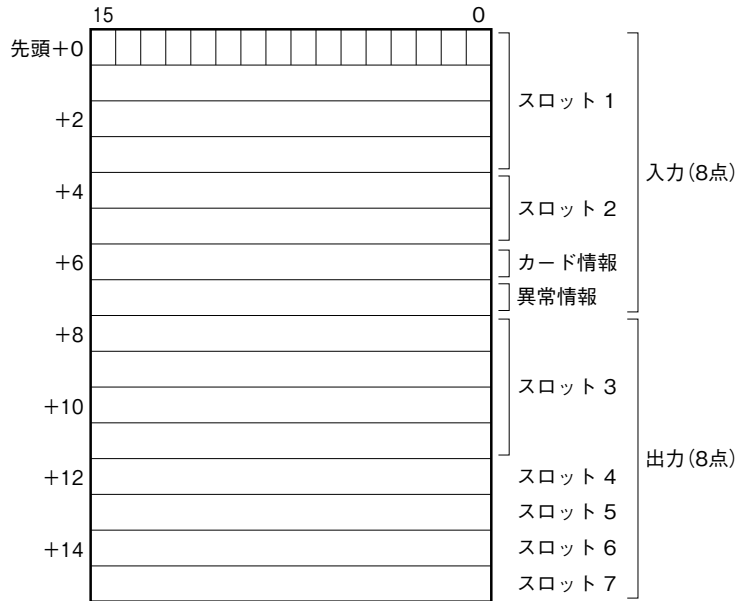 15 0
先頭+0
スロット 1
+2
入力(8点)
+4
スロット 2
+6
カード情報
異常情報
+8
スロット 3
+10
出力(8点)
+12
スロット 4
スロット 5
+14
スロット 6
スロット 7